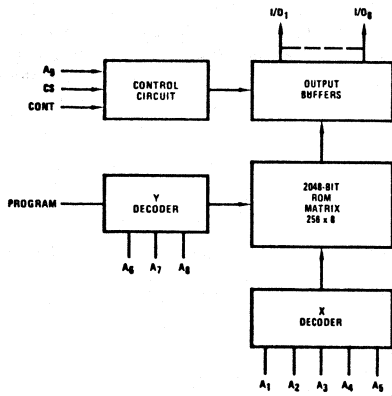 I/O1 I/O8
A9
CS
CONT
CONTROL
CIRCUIT
OUTPUT
BUFFERS
PROGRAM
Y
DECODER
2048-BIT
ROM
MATRIX
256 x 8
A6 A7 A8
X
DECODER
A1 A2 A3 A4 A5